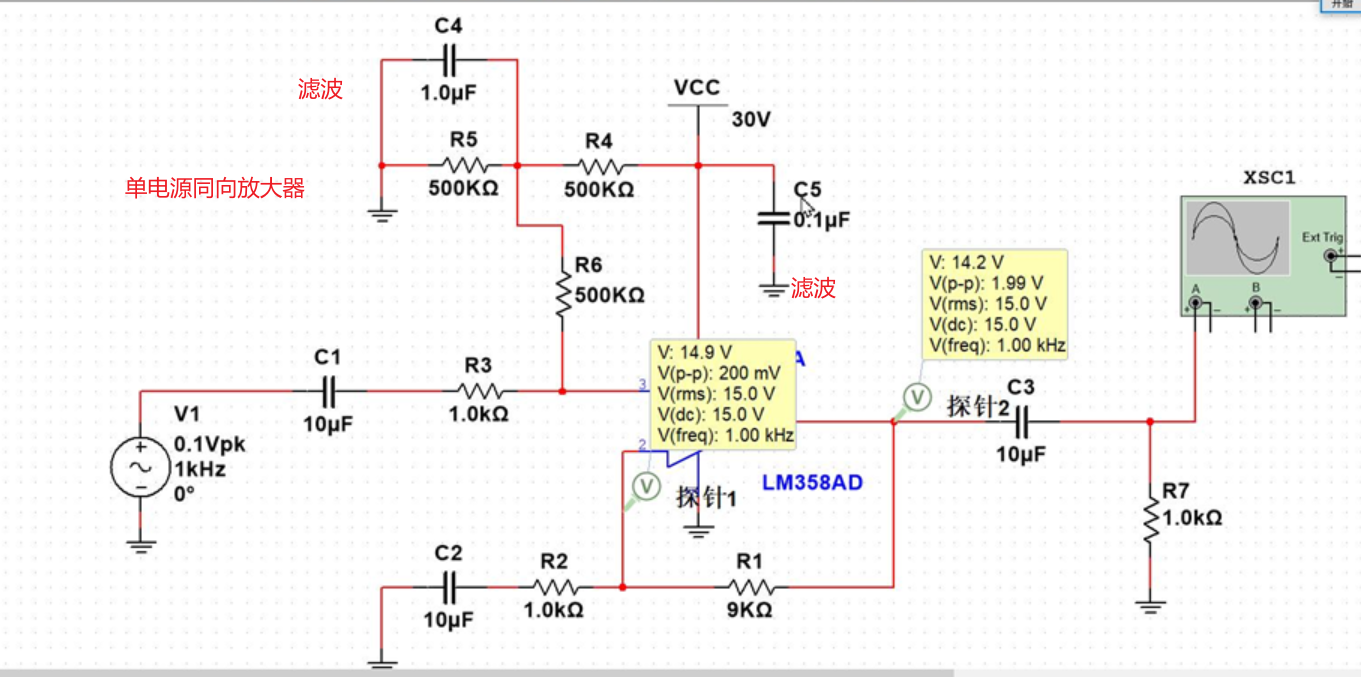 开始
C4
滤波
1.0μF
VCC
30V
R5
R4
500KΩ
500KΩ
单电源同向放大器
C5
0.1μF
滤波
XSC1
Ext Trig
A
B
R6
500KΩ
V: 14.2 V
V(p-p): 1.99 V
V(rms): 15.0 V
V(dc): 15.0 V
V(freq): 1.00 kHz
V: 14.9 V
V(p-p): 200 mV
V(rms): 15.0 V
V(dc): 15.0 V
V(freq): 1.00 kHz
A
C1
10μF
R3
1.0kΩ
3
2
V
探针2
C3
10μF
V1
0.1Vpk
1kHz
0°
V
探针1
LM358AD
R7
1.0kΩ
C2
10μF
R2
1.0kΩ
R1
9KΩ